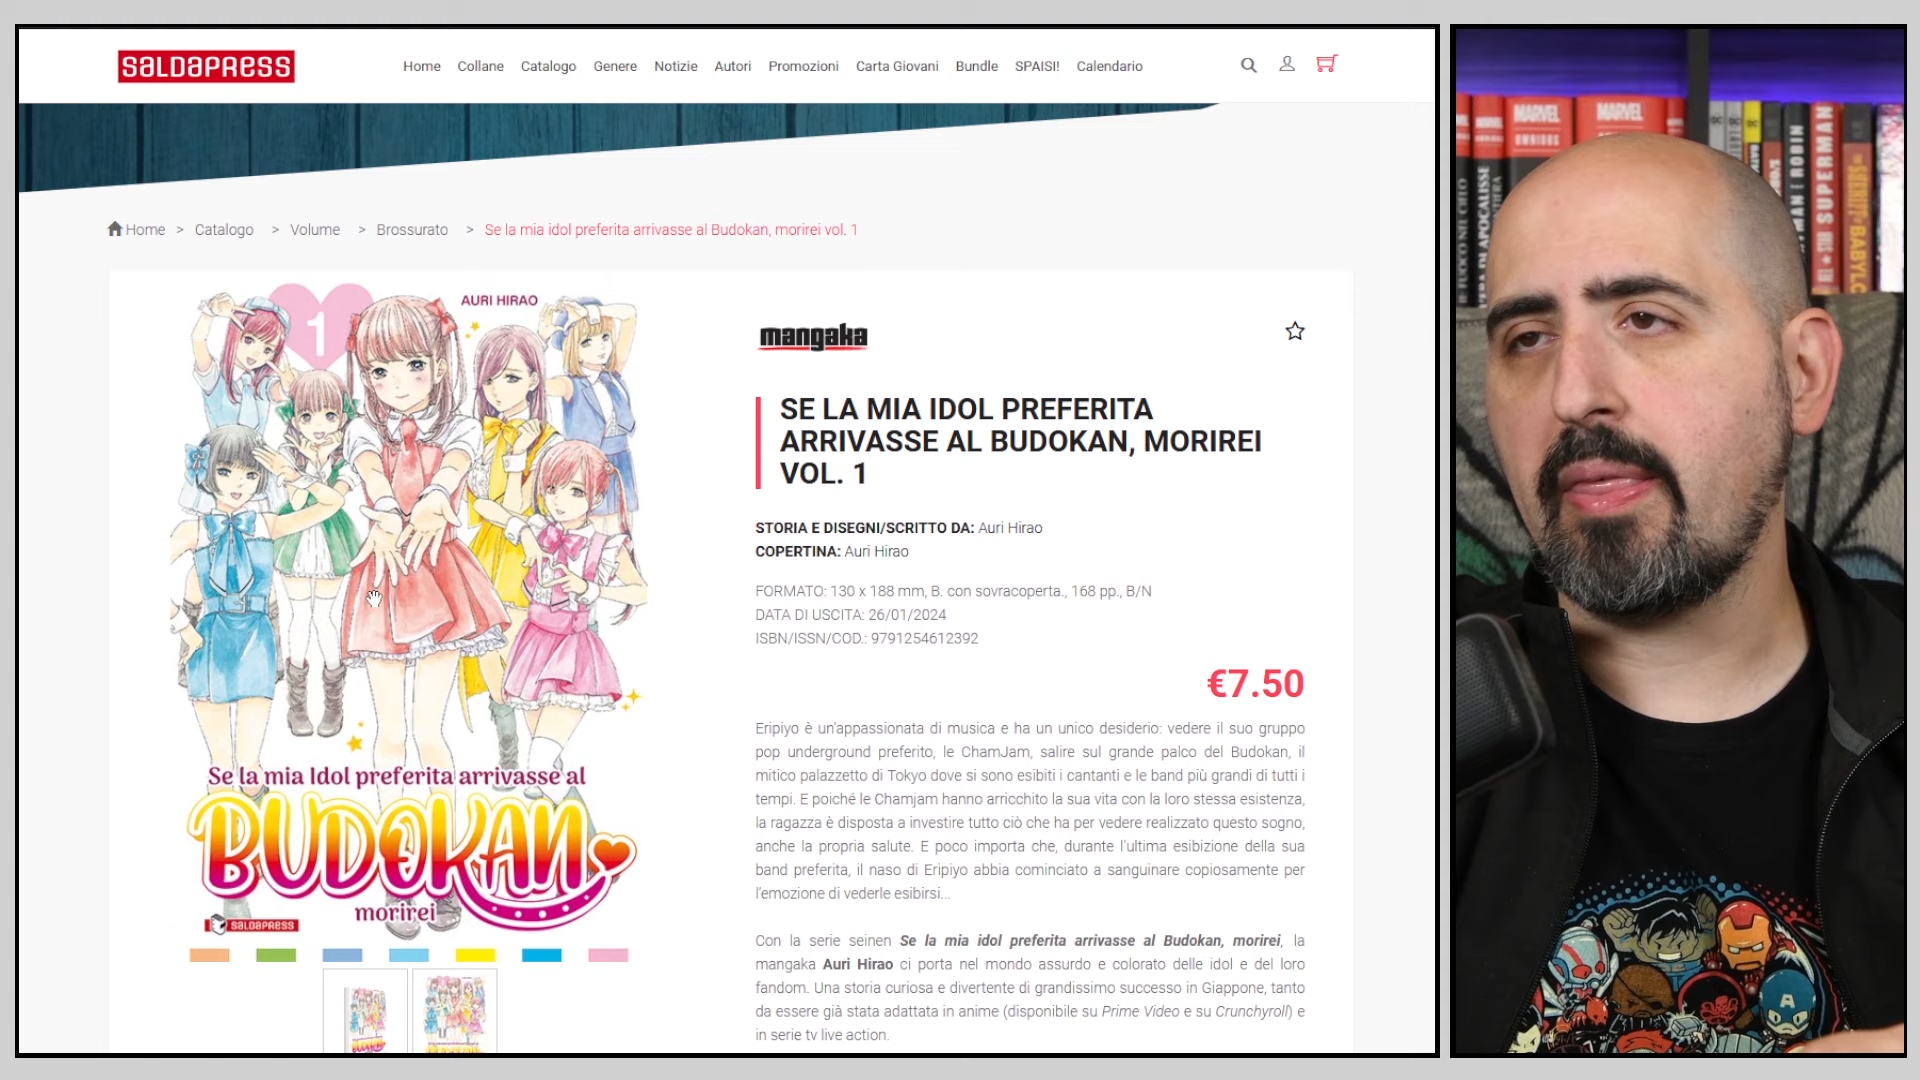 SALDAPRESS
Home Collane Catalogo Genere Notizie Autori Promozioni Carta Giovani Bundle SPAISI! Calendario
Home > Catalogo > Volume > Brossurato > Se la mia idol preferita arrivasse al Budokan, morirei vol. 1
1
AURI HIRAO
Se la mia Idol preferita arrivasse al
BUDOKAN
morirei
SALDAPRESS
mangaka
SE LA MIA IDOL PREFERITA
ARRIVASSE AL BUDOKAN, MORIREI
VOL. 1
STORIA E DISEGNI/SCRITTO DA: Auri Hirao
COPERTINA: Auri Hirao
FORMATO: 130 x 188 mm, B. con sovracoperta., 168 pp., B/N
DATA DI USCITA: 26/01/2024
ISBN/ISSN/COD.: 9791254612392
€7.50
Eripiyo è un'appassionata di musica e ha un unico desiderio: vedere il suo gruppo
pop underground preferito, le ChamJam, salire sul grande palco del Budokan, il
mitico palazzetto di Tokyo dove si sono esibiti i cantanti e le band più grandi di tutti i
tempi. E poiché le Chamjam hanno arricchito la sua vita con la loro stessa esistenza,
la ragazza è disposta a investire tutto ciò che ha per vedere realizzato questo sogno,
anche la propria salute. E poco importa che, durante l'ultima esibizione della sua
band preferita, il naso di Eripiyo abbia cominciato a sanguinare copiosamente per
l'emozione di vederle esibirsi...
Con la serie seinen Se la mia idol preferita arrivasse al Budokan, morirei, la
mangaka Auri Hirao ci porta nel mondo assurdo e colorato delle idol e del loro
fandom. Una storia curiosa e divertente di grandissimo successo in Giappone, tanto
da essere già stata adattata in anime (disponibile su Prime Video e su Crunchyroll) e
in serie tv live action.
MARVEL
MARVEL
MARVEL
OMNIBUS
DC
DC
SUPERMAN
ROBIN
A